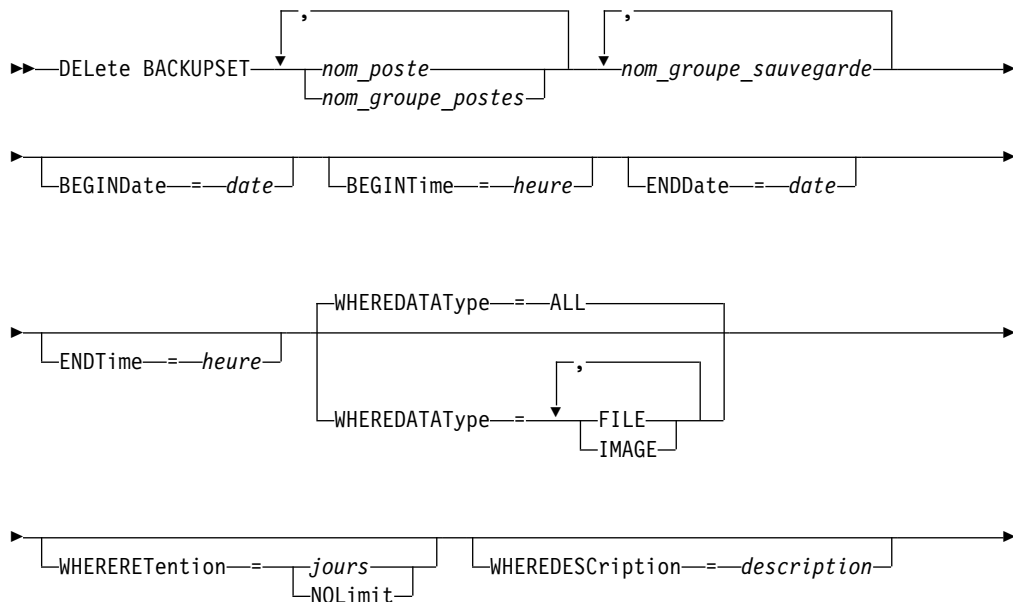 ,
,
DELete BACKUPSET nom_poste nom_groupe_sauvegarde
nom_groupe_postes
BEGINDate = date BEGINTime = heure ENDDate = date
WHEREDATAType = ALL
ENDTime = heure
,
WHEREDATAType = FILE
IMAGE
WHERERETention = jours WHEREDESCription = description
NOLimit